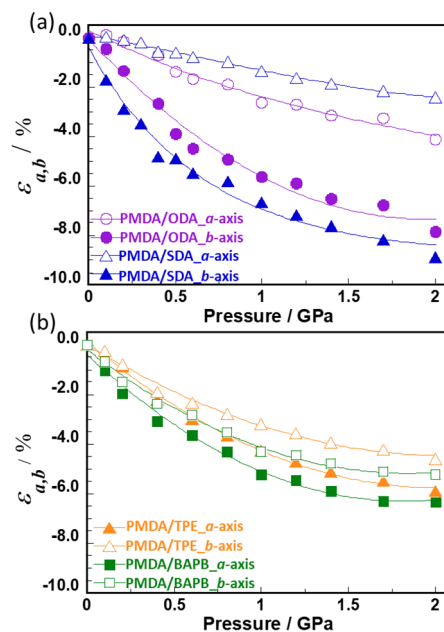 (a)
0.0
-2.0
-4.0
-6.0
-8.0
-10.0
ε a,b / %
PMDA/ODA_a-axis
PMDA/ODA_b-axis
PMDA/SDA_a-axis
PMDA/SDA_b-axis
0 0.5 1 1.5 2
Pressure / GPa
(b)
0.0
-2.0
-4.0
-6.0
-8.0
-10.0
ε a,b / %
PMDA/TPE_a-axis
PMDA/TPE_b-axis
PMDA/BAPB_a-axis
PMDA/BAPB_b-axis
0 0.5 1 1.5 2
Pressure / GPa